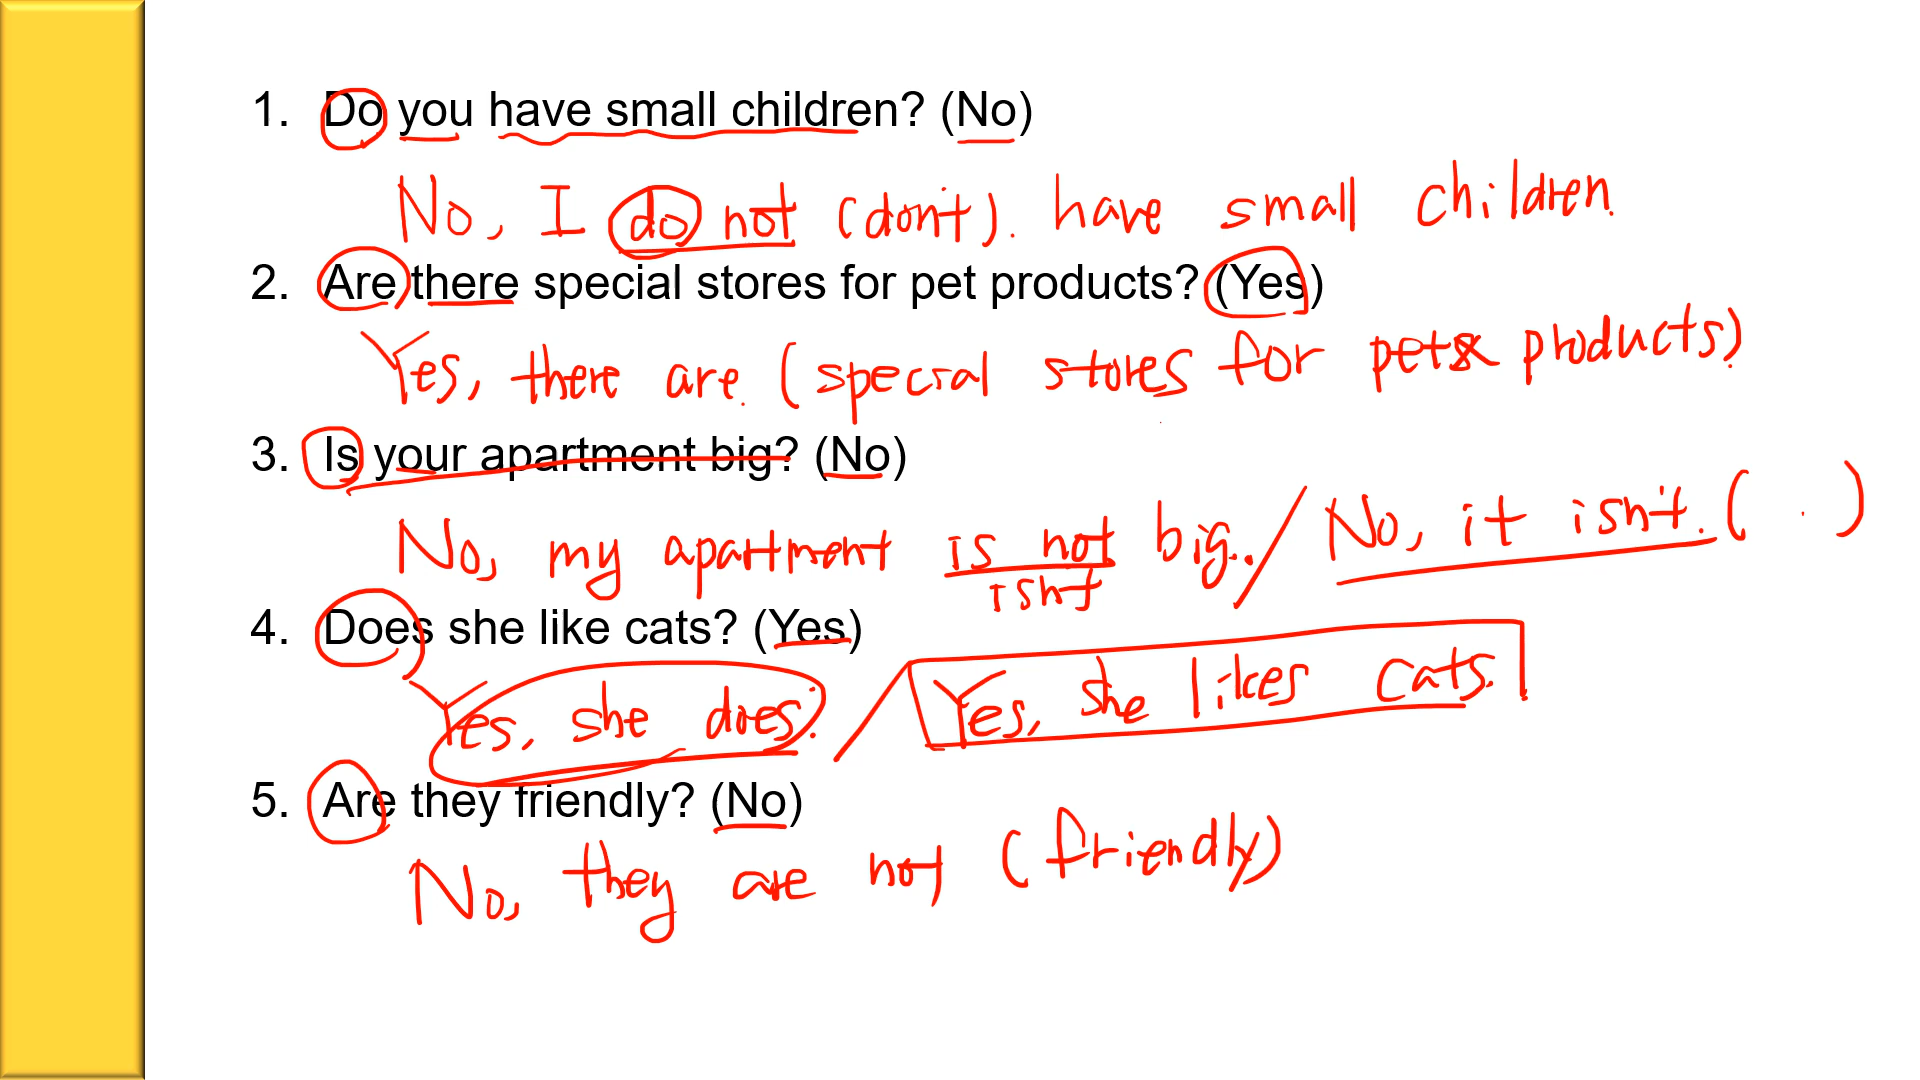 1. Do you have small children? (No)
No, I do not (don't). have small children.
2. Are there special stores for pet products? (Yes)
Yes, there are. (special stores for pets products).
3. Is your apartment big? (No)
No, my apartment is not big. / No, it isn't. ( . )
isn't
4. Does she like cats? (Yes)
Yes, she does. / Yes, she likes cats.
5. Are they friendly? (No)
No, they are not (friendly)